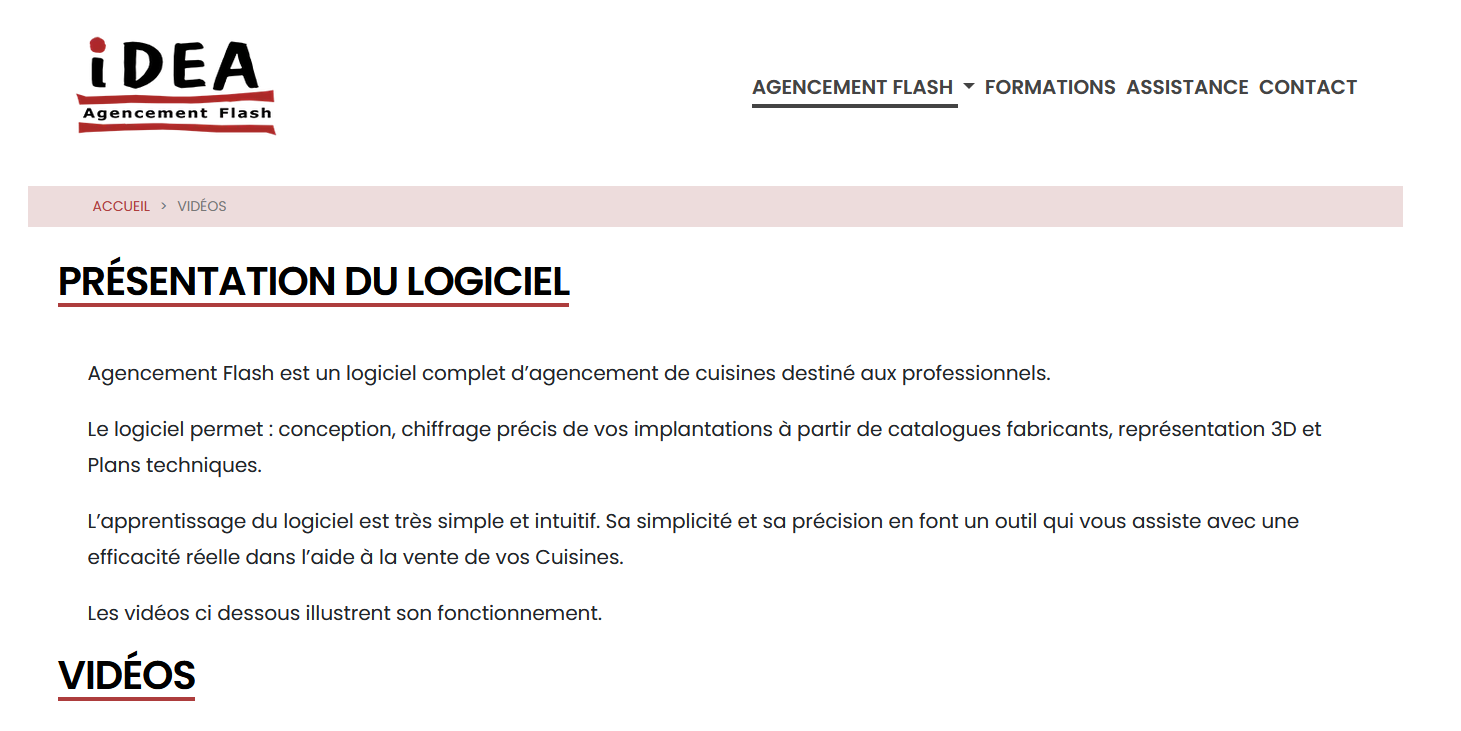 iDEA
Agencement Flash
AGENCEMENT FLASH FORMATIONS ASSISTANCE CONTACT
ACCUEIL > VIDÉOS
PRÉSENTATION DU LOGICIEL
Agencement Flash est un logiciel complet d’agencement de cuisines destiné aux professionnels.
Le logiciel permet : conception, chiffrage précis de vos implantations à partir de catalogues fabricants, représentation 3D et
Plans techniques.
L’apprentissage du logiciel est très simple et intuitif. Sa simplicité et sa précision en font un outil qui vous assiste avec une
efficacité réelle dans l’aide à la vente de vos Cuisines.
Les vidéos ci dessous illustrent son fonctionnement.
VIDÉOS